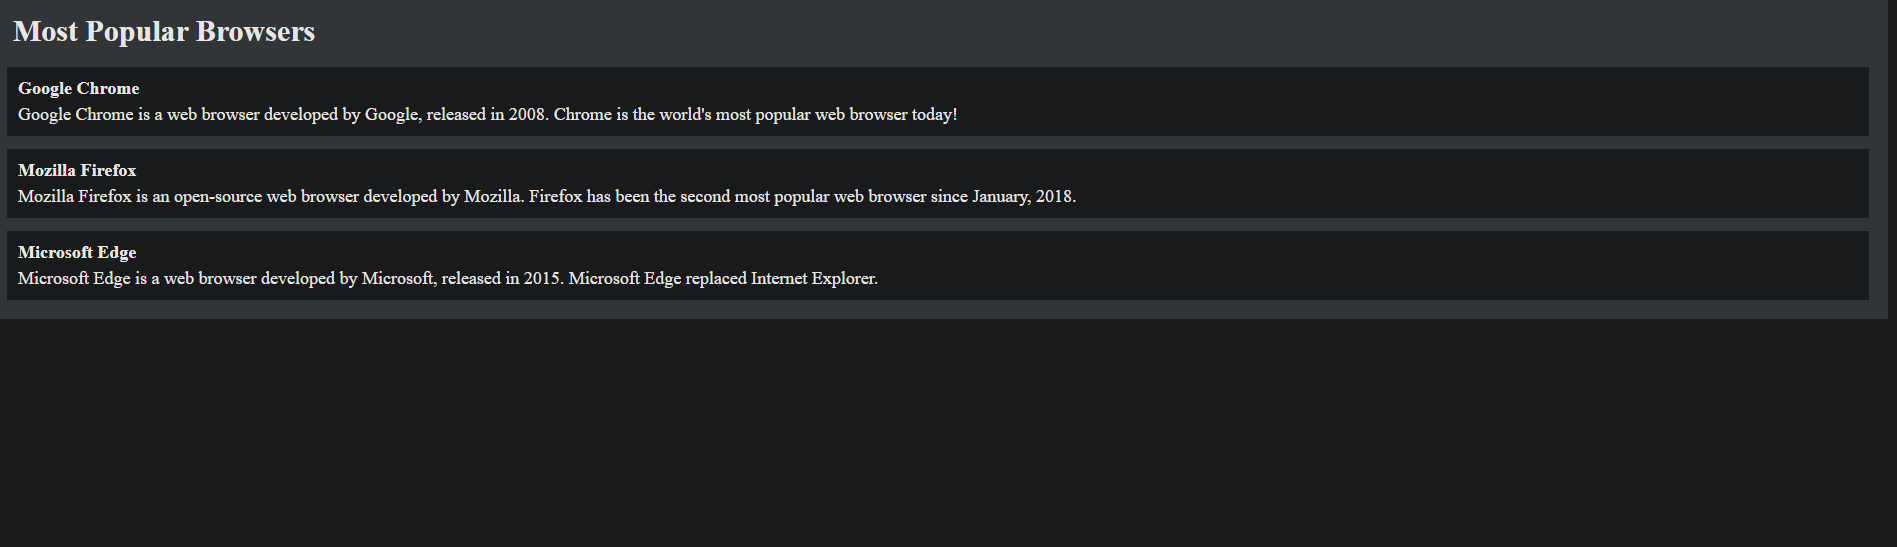 Most Popular Browsers
Google Chrome
Google Chrome is a web browser developed by Google, released in 2008. Chrome is the world's most popular web browser today!
Mozilla Firefox
Mozilla Firefox is an open-source web browser developed by Mozilla. Firefox has been the second most popular web browser since January, 2018.
Microsoft Edge
Microsoft Edge is a web browser developed by Microsoft, released in 2015. Microsoft Edge replaced Internet Explorer.